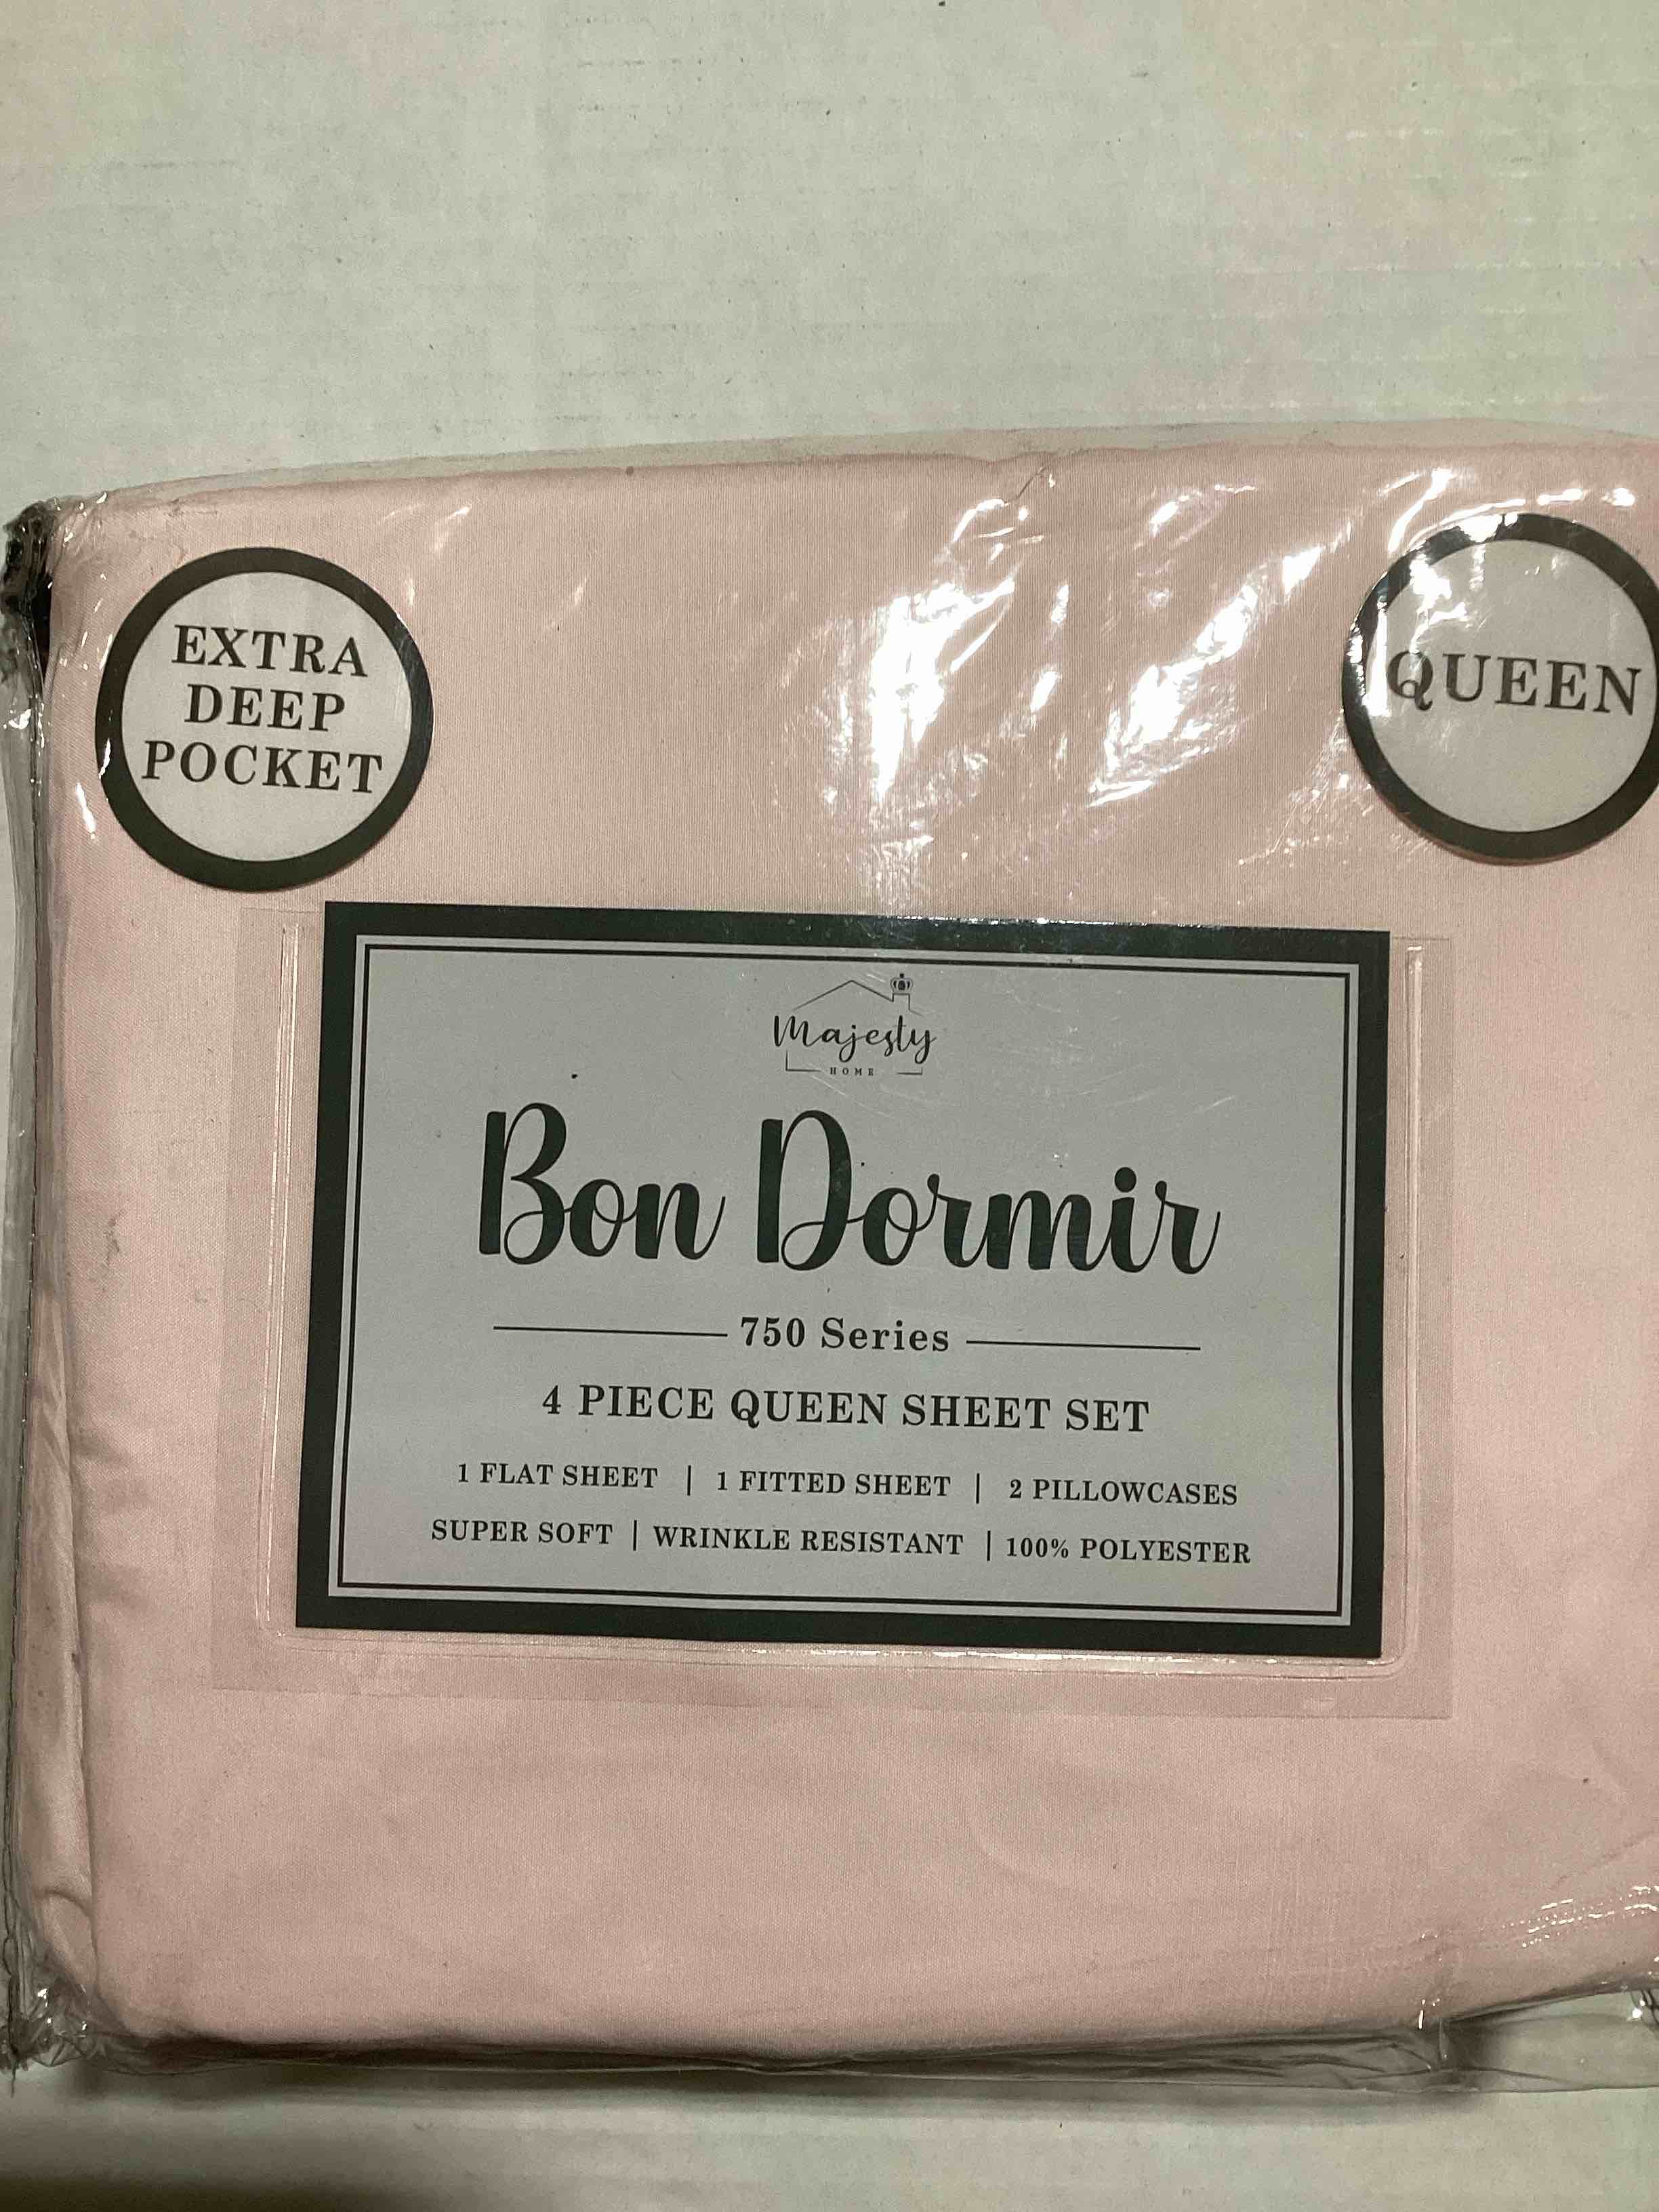 EXTRA
DEEP
POCKET
QUEEN
Majesty
HOME
Bon Dormir
750 Series
4 PIECE QUEEN SHEET SET
1 FLAT SHEET | 1 FITTED SHEET | 2 PILLOWCASES
SUPER SOFT | WRINKLE RESISTANT | 100% POLYESTER